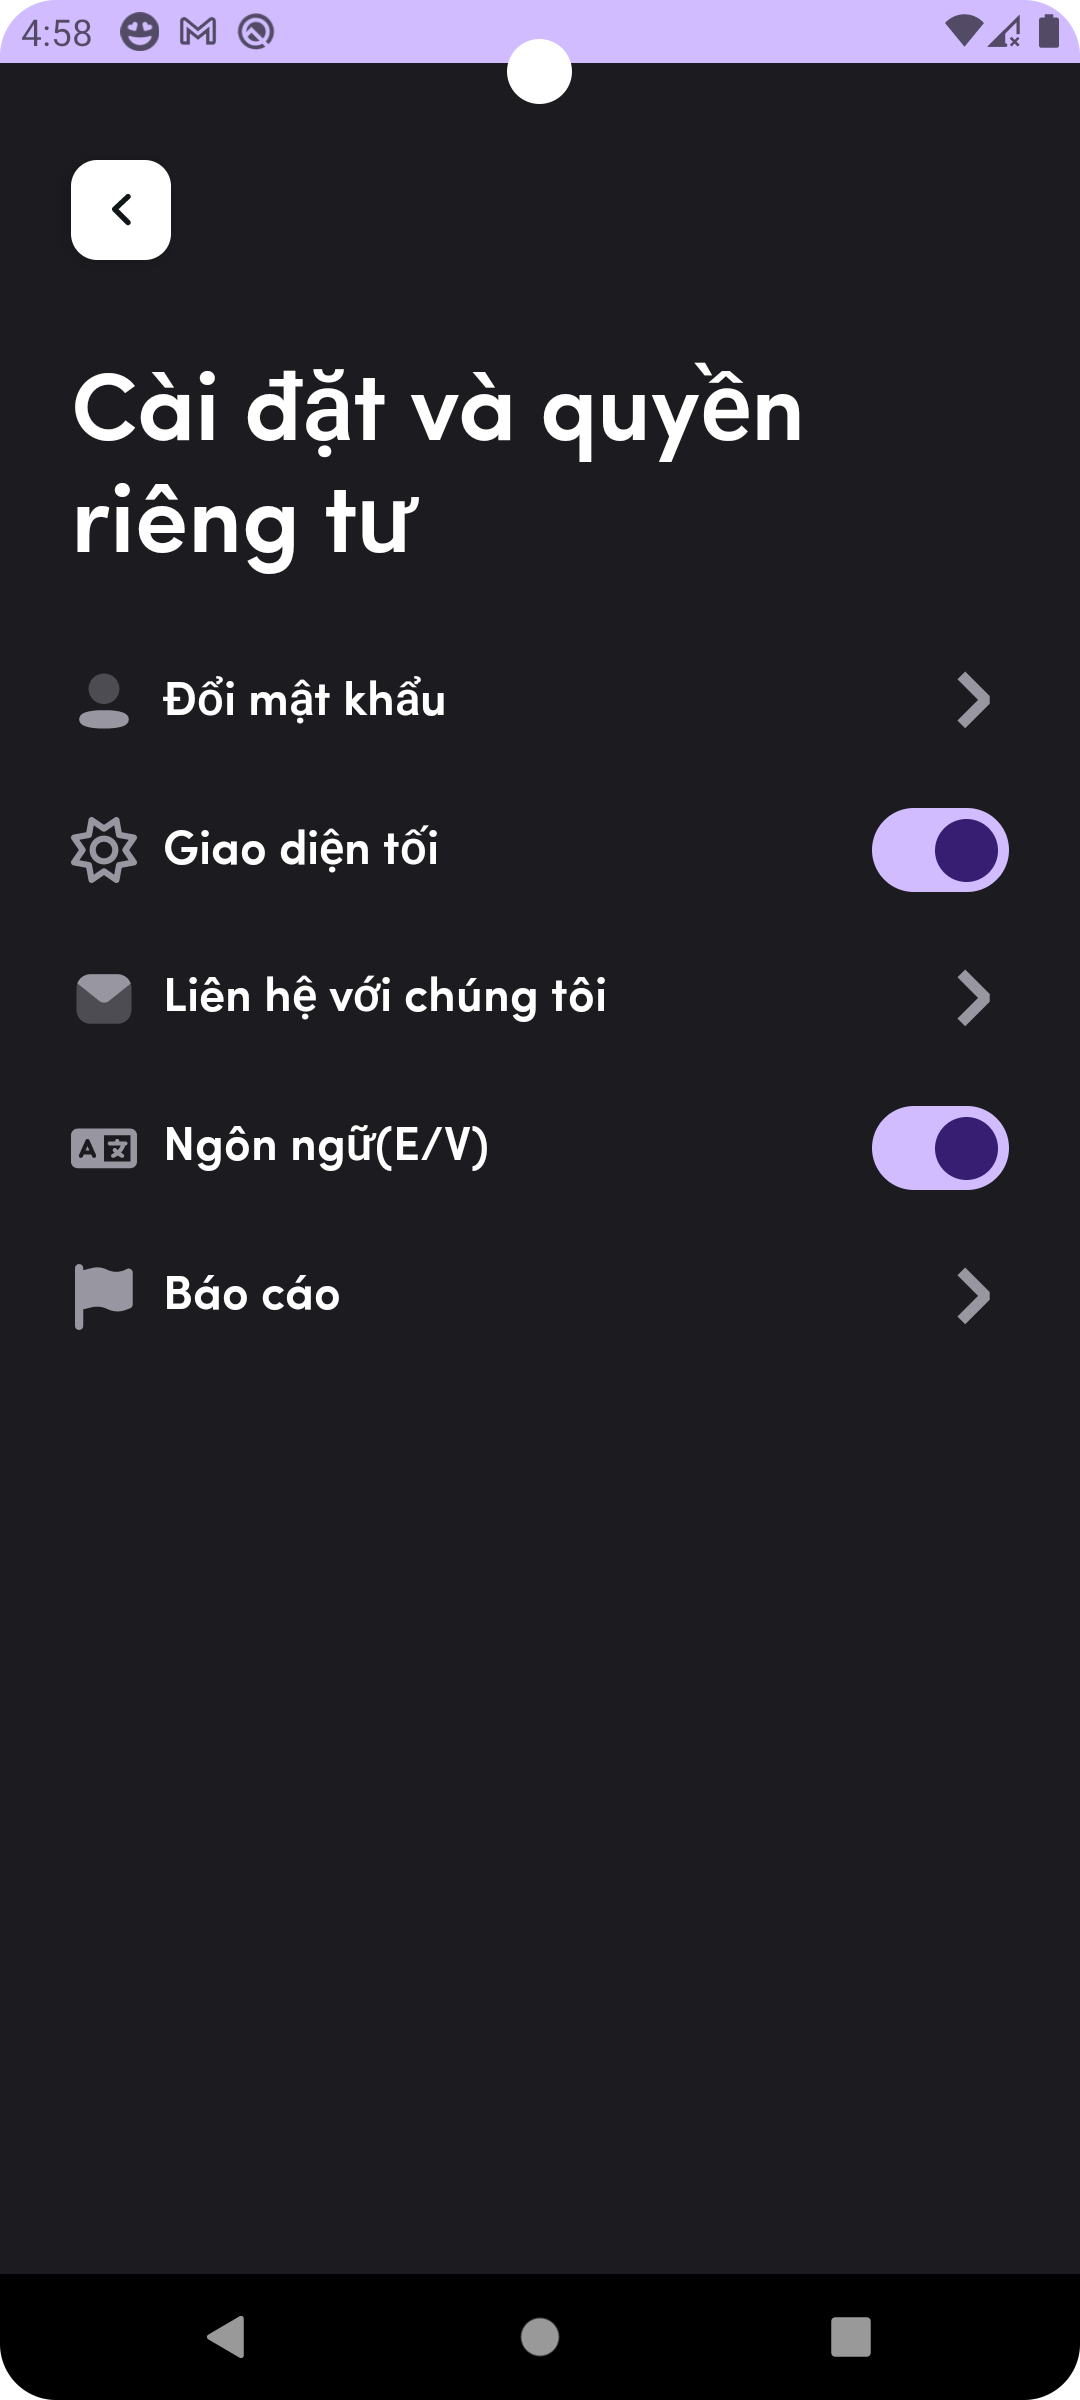 4:58
Cài đặt và quyền
riêng tư
Đổi mật khẩu
Giao diện tối
Liên hệ với chúng tôi
Ngôn ngữ(E/V)
Báo cáo